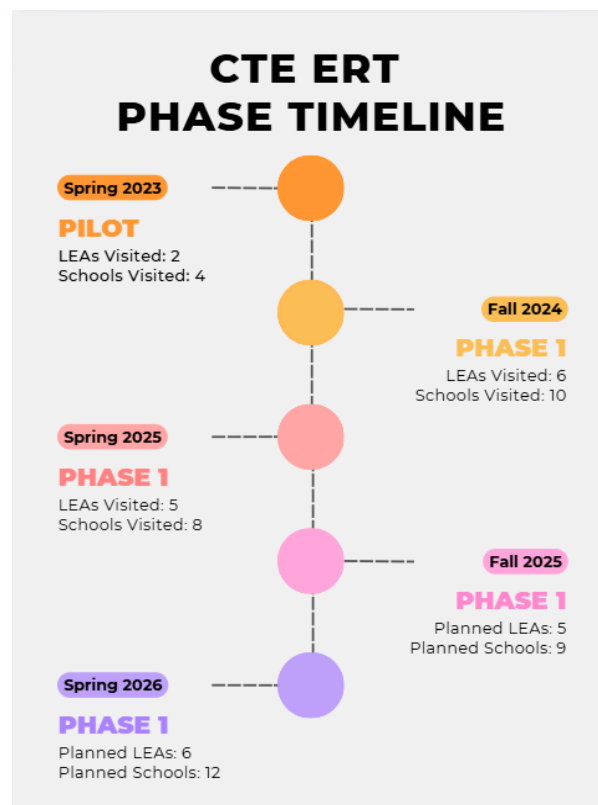 CTE ERT
PHASE TIMELINE
Spring 2023
PILOT
LEAs Visited: 2
Schools Visited: 4
Fall 2024
PHASE 1
LEAs Visited: 6
Schools Visited: 10
Spring 2025
PHASE 1
LEAs Visited: 5
Schools Visited: 8
Fall 2025
PHASE 1
Planned LEAs: 5
Planned Schools: 9
Spring 2026
PHASE 1
Planned LEAs: 6
Planned Schools: 12